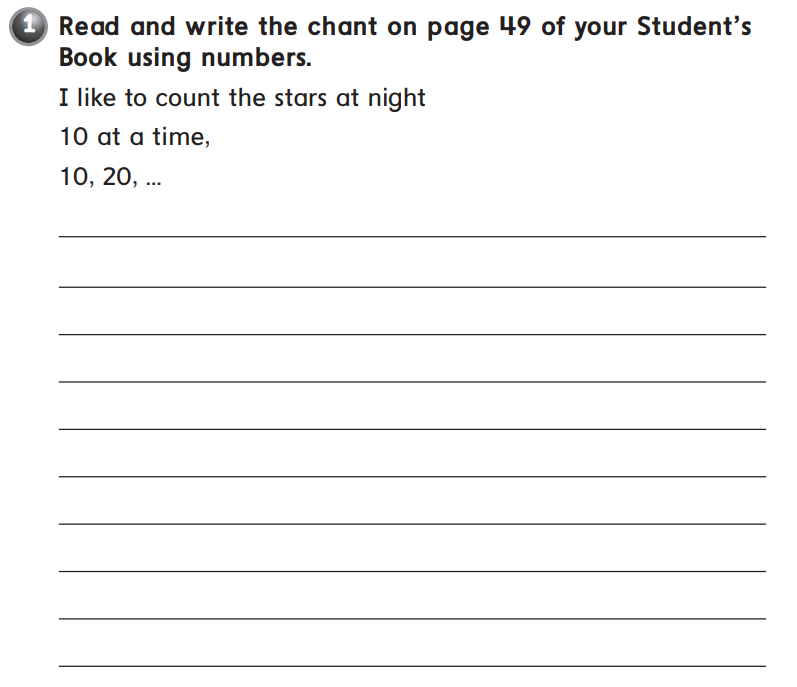 1 Read and write the chant on page 49 of your Student's
Book using numbers.
I like to count the stars at night
10 at a time,
10, 20, ...